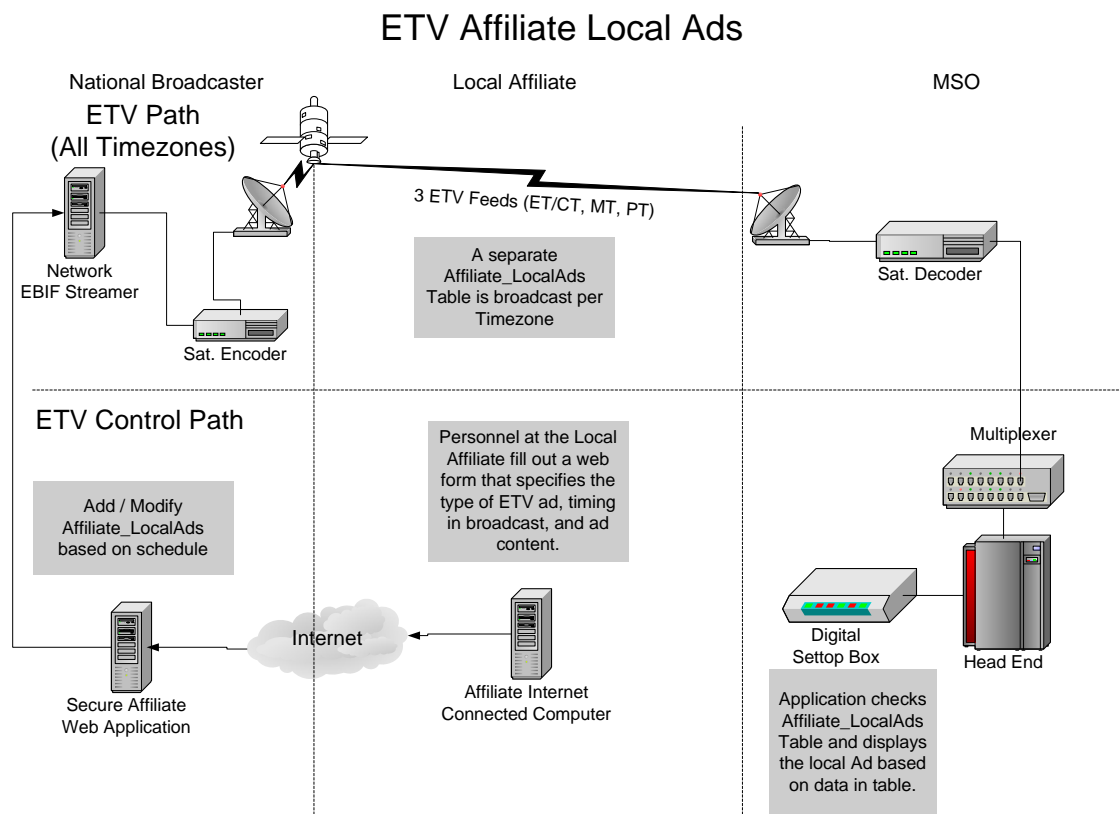 ETV Affiliate Local Ads
National Broadcaster
Local Affiliate
MSO
ETV Path
(All Timezones)
3 ETV Feeds (ET/CT, MT, PT)
Network
EBIF Streamer
A separate
Affiliate_LocalAds
Table is broadcast per
Timezone
Sat. Decoder
Sat. Encoder
ETV Control Path
Personnel at the Local
Affiliate fill out a web
form that specifies the
type of ETV ad, timing
in broadcast, and ad
content.
Multiplexer
Add / Modify
Affiliate_LocalAds
based on schedule
Internet
Digital
Settop Box
Head End
Secure Affiliate
Web Application
Affiliate Internet
Connected Computer
Application checks
Affiliate_LocalAds
Table and displays
the local Ad based
on data in table.